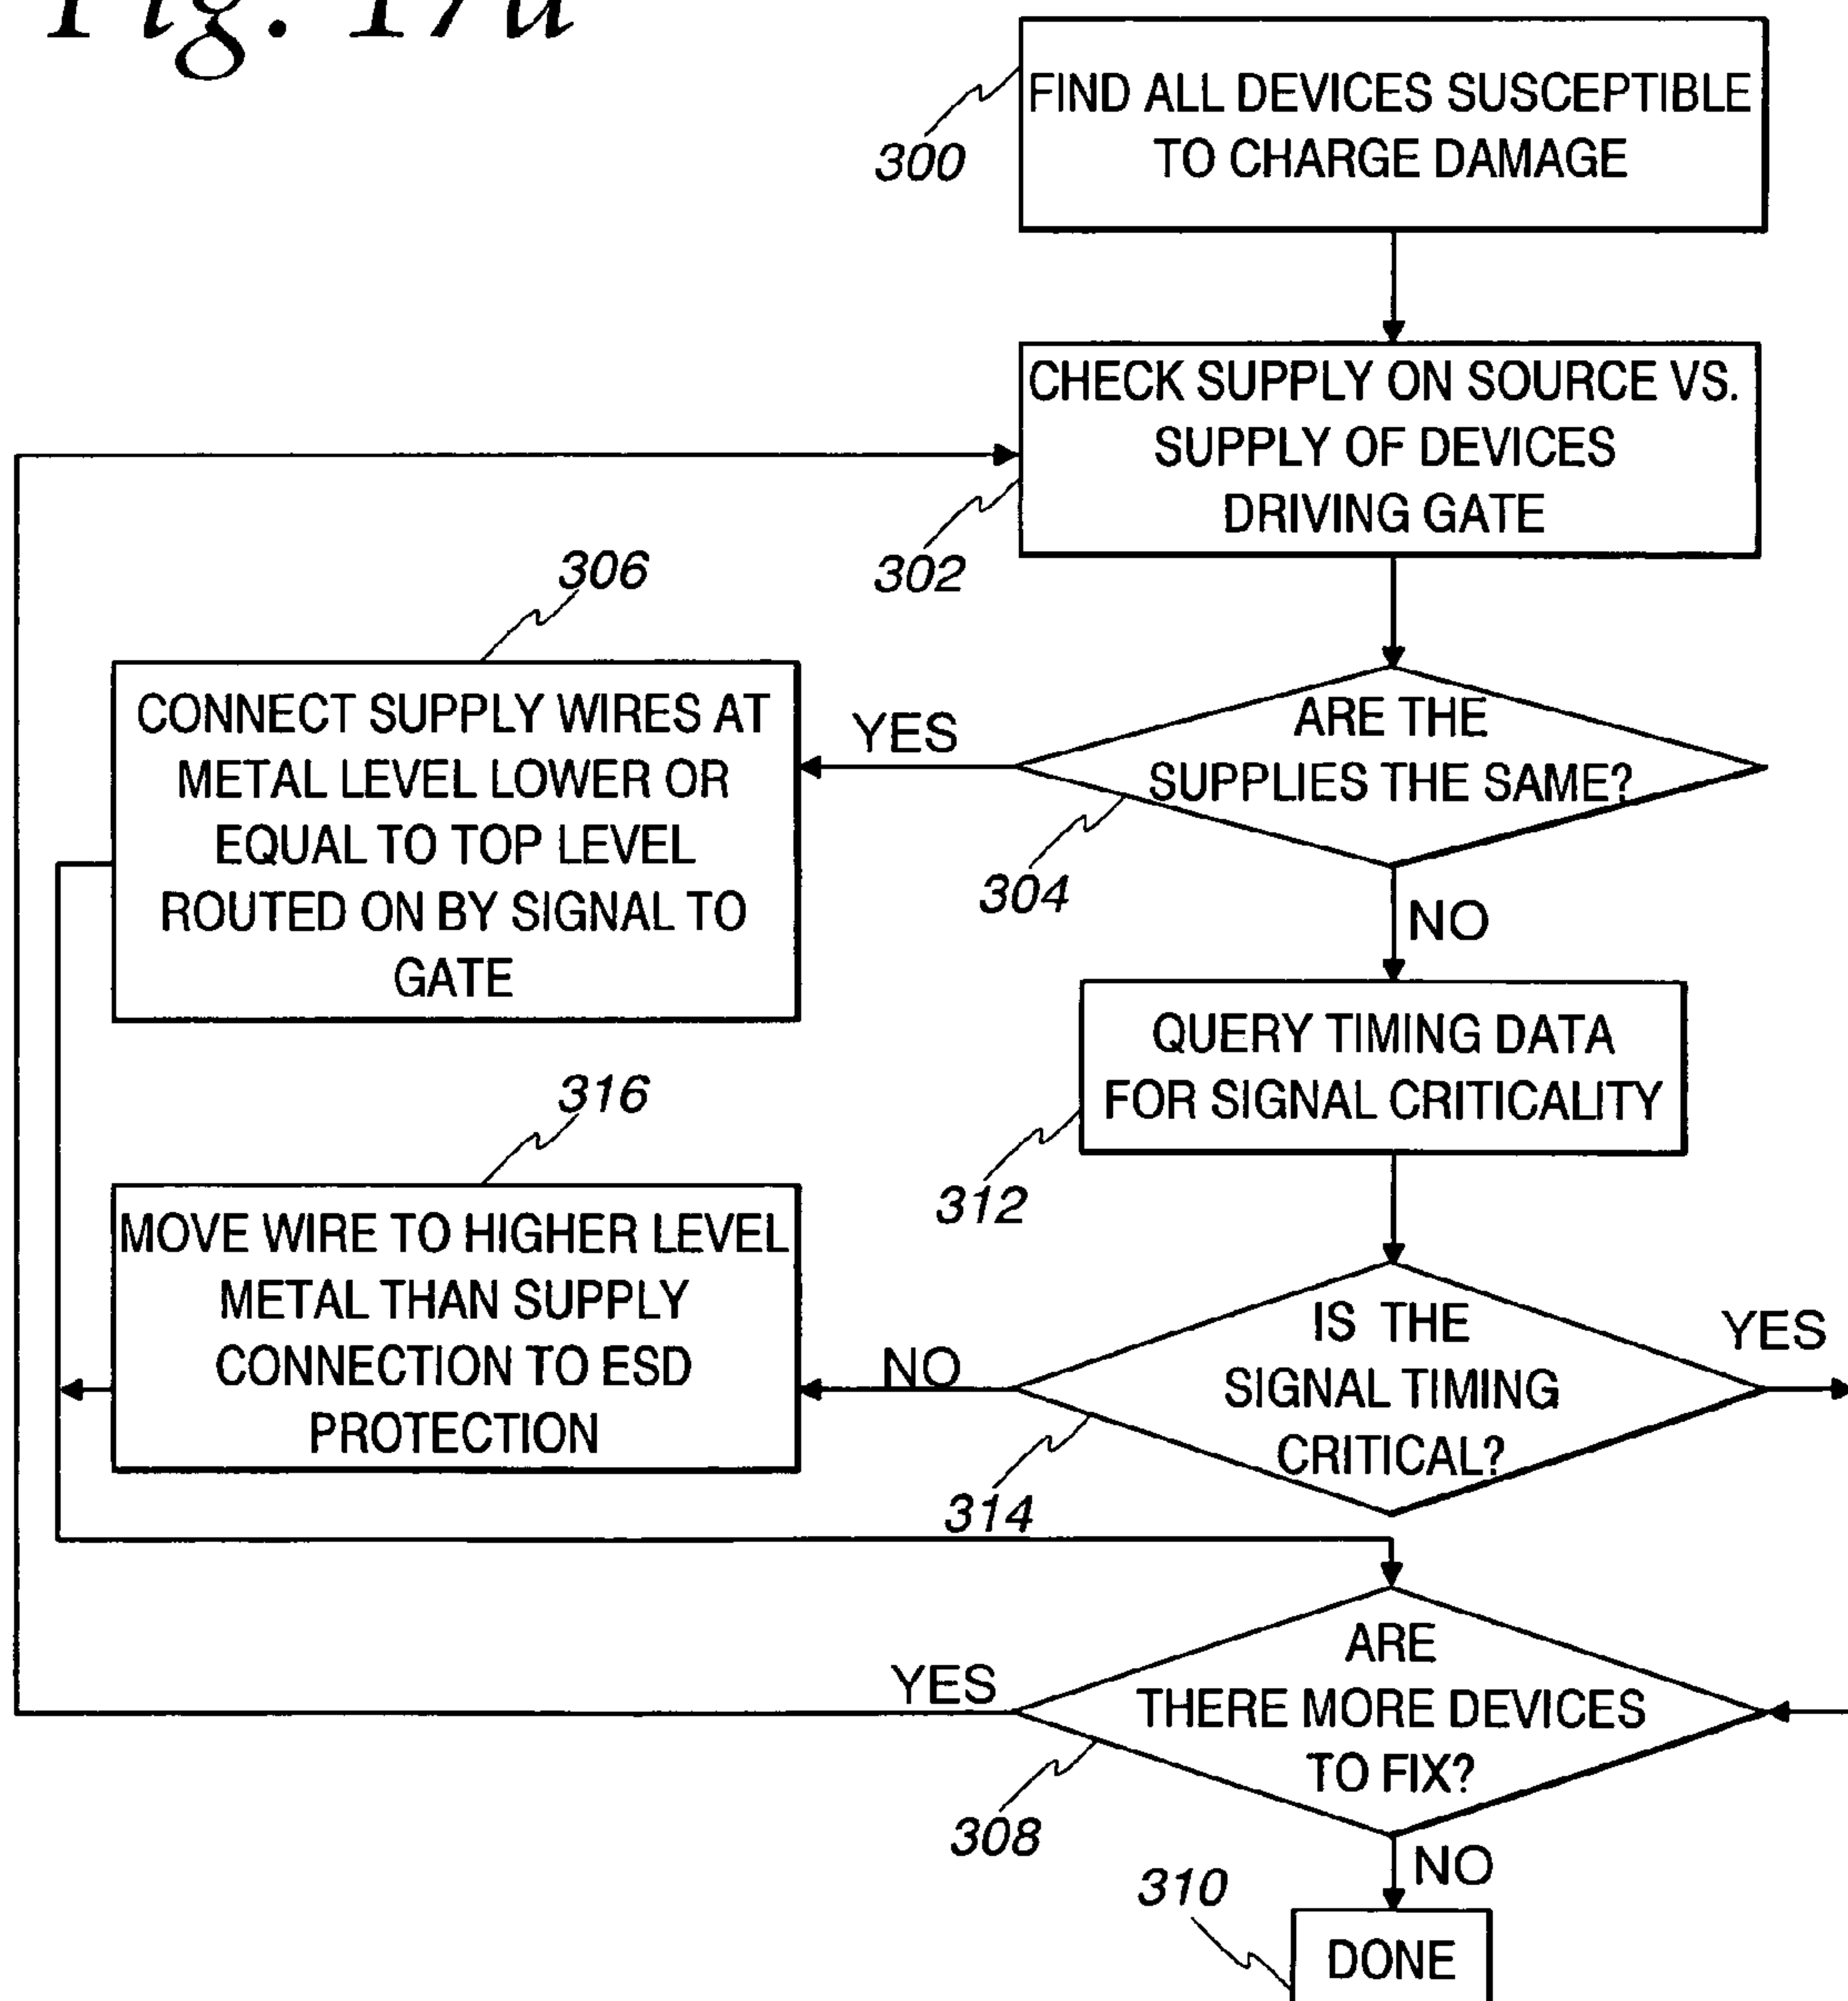 Fig. 17a
FIND ALL DEVICES SUSCEPTIBLE
TO CHARGE DAMAGE
300
CHECK SUPPLY ON SOURCE VS.
SUPPLY OF DEVICES
DRIVING GATE
302
306
CONNECT SUPPLY WIRES AT
METAL LEVEL LOWER OR
EQUAL TO TOP LEVEL
ROUTED ON BY SIGNAL TO
GATE
YES
ARE THE
SUPPLIES THE SAME?
304
NO
QUERY TIMING DATA
FOR SIGNAL CRITICALITY
312
316
MOVE WIRE TO HIGHER LEVEL
METAL THAN SUPPLY
CONNECTION TO ESD
PROTECTION
NO
IS THE
SIGNAL TIMING
CRITICAL?
YES
314
ARE
THERE MORE DEVICES
TO FIX?
YES
308
NO
310
DONE